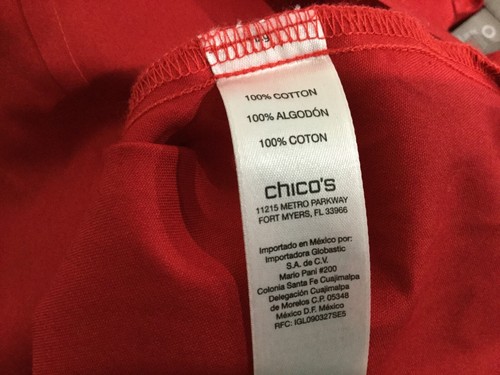 100% COTTON
100% ALGODÓN
100% COTON
chico's
11215 METRO PARKWAY
FORT MYERS, FL 33966
Importado en México por:
Importadora Globastic
S.A. de C.V.
Mario Pani #200
Colonia Santa Fe Cuajimalpa
Delegación Cuajimalpa
de Morelos C.P. 05348
México D.F. México
RFC: IGL090327SE5